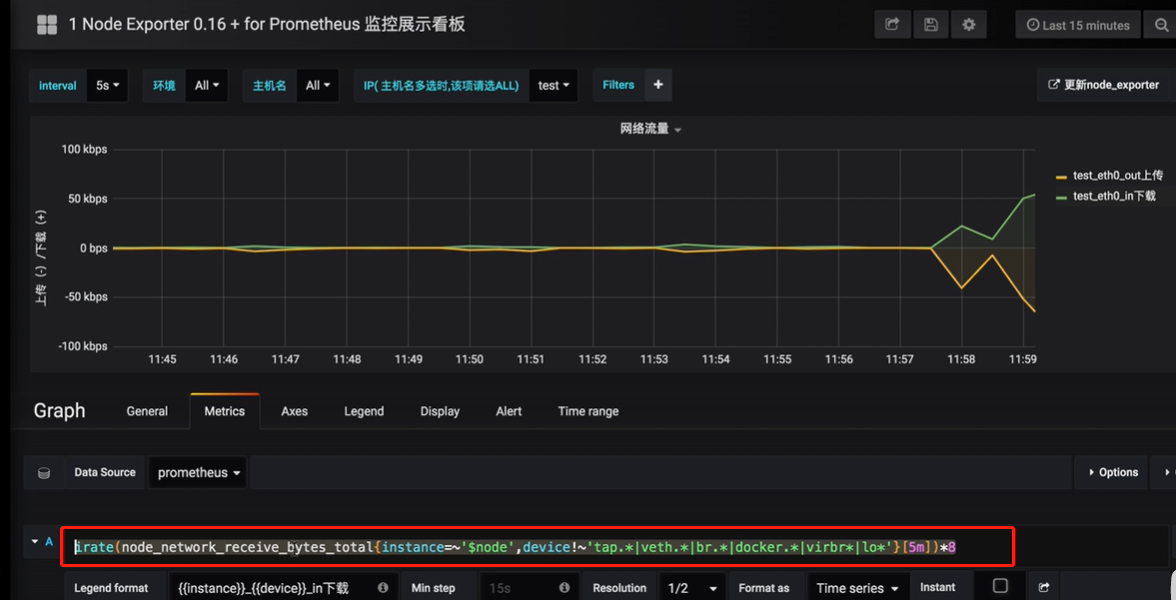 1 Node Exporter 0.16 + for Prometheus 监控展示看板
Last 15 minutes
interval 5s 环境 All 主机名 All IP( 主机名多选时,该项请选ALL) test Filters + 更新node_exporter
网络流量
上传 (-) /下载 (+)
100 kbps
50 kbps
0 bps
-50 kbps
-100 kbps
11:45 11:46 11:47 11:48 11:49 11:50 11:51 11:52 11:53 11:54 11:55 11:56 11:57 11:58 11:59
test_eth0_out上传
test_eth0_in下载
Graph General Metrics Axes Legend Display Alert Time range
Data Source prometheus Options
A irate(node_network_receive_bytes_total{instance=~'$node',device!~'tap.*|veth.*|br.*|docker.*|virbr*|lo*'}[5m])*8
Legend format {{instance}}_{{device}}_in下载 Min step 15s Resolution 1/2 Format as Time series Instant